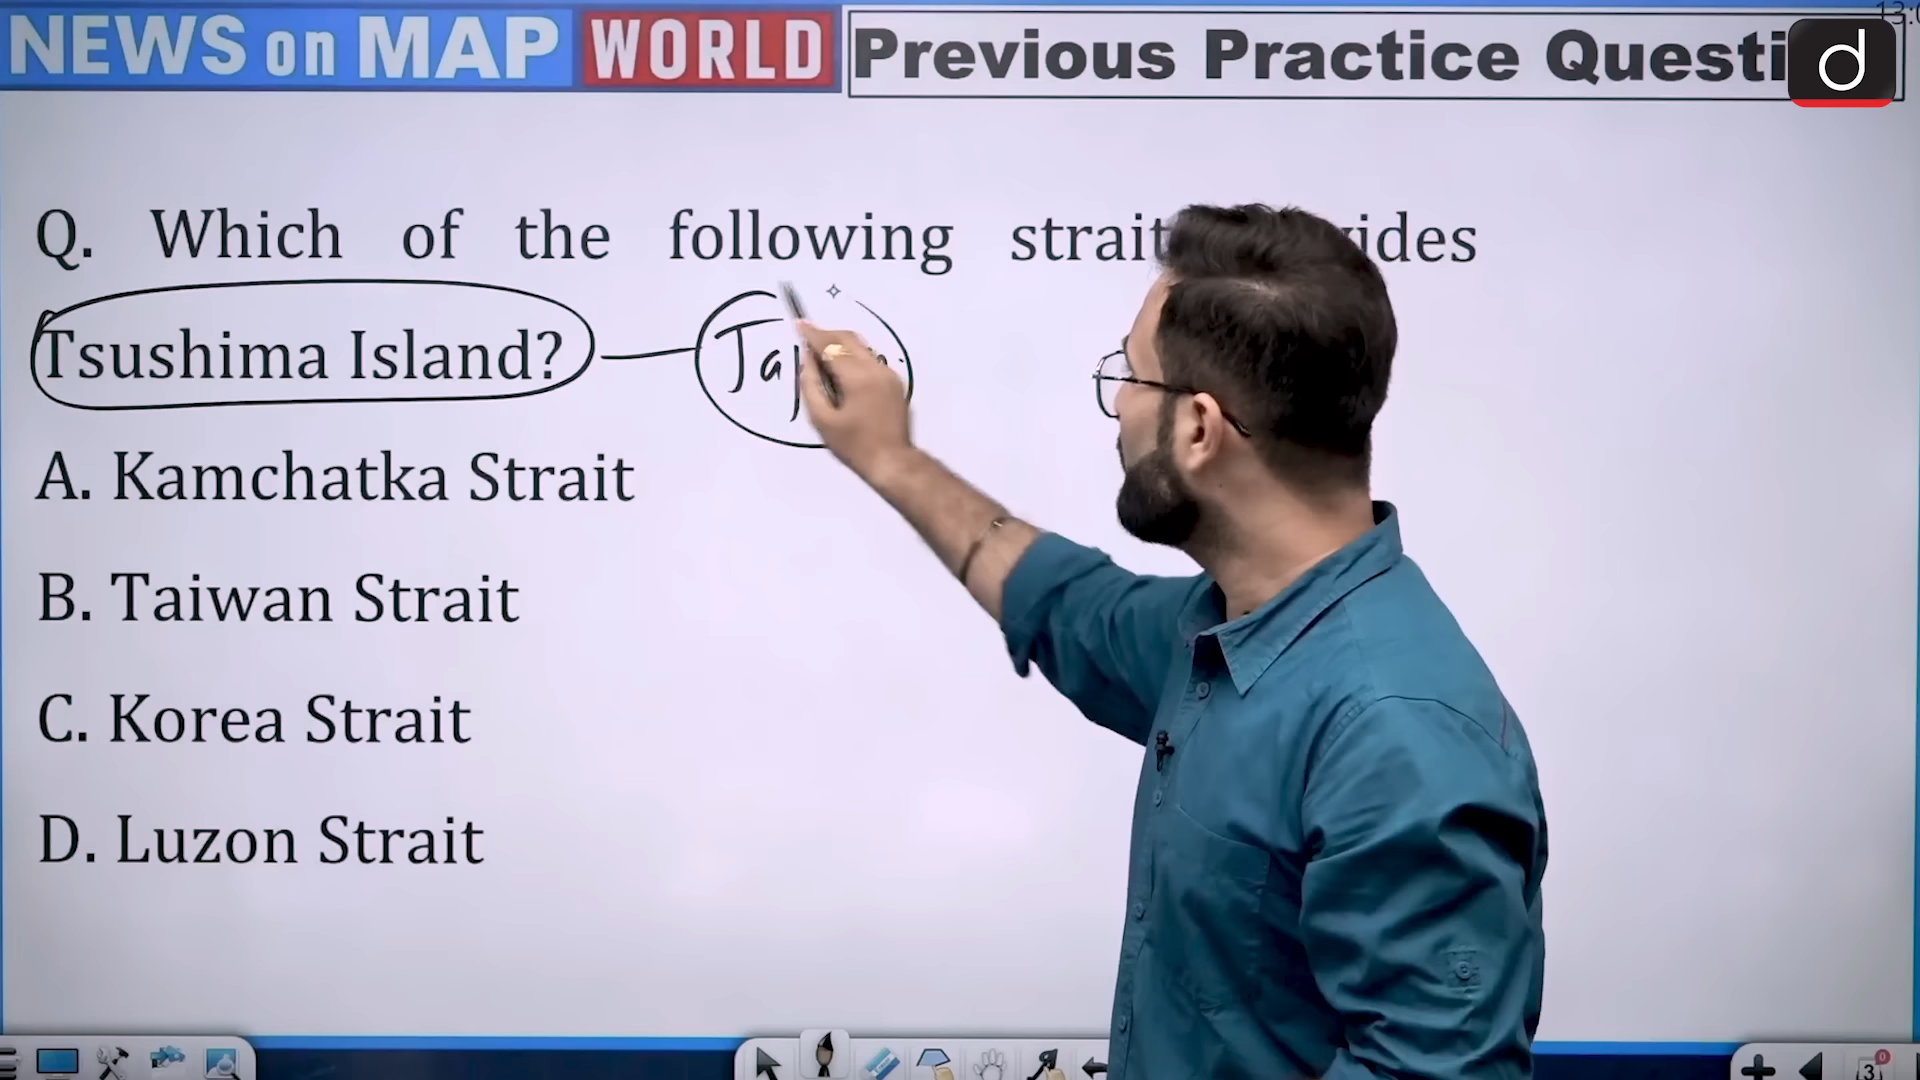 NEWS on MAP WORLD Previous Practice Questi
Q. Which of the following
Tsushima Island?
A. Kamchatka Strait
B. Taiwan Strait
C. Korea Strait
D. Luzon Strait